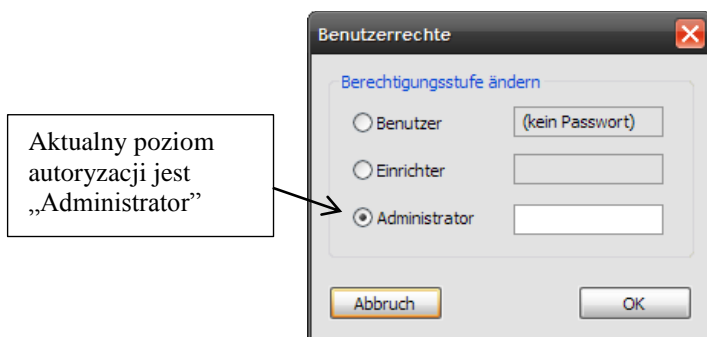 Benutzerrechte
Berechtigungsstufe ändern
Benutzer (kein Passwort)
Einrichter
Administrator
Abbruch OK
Aktualny poziom
autoryzacji jest
„Administrator”